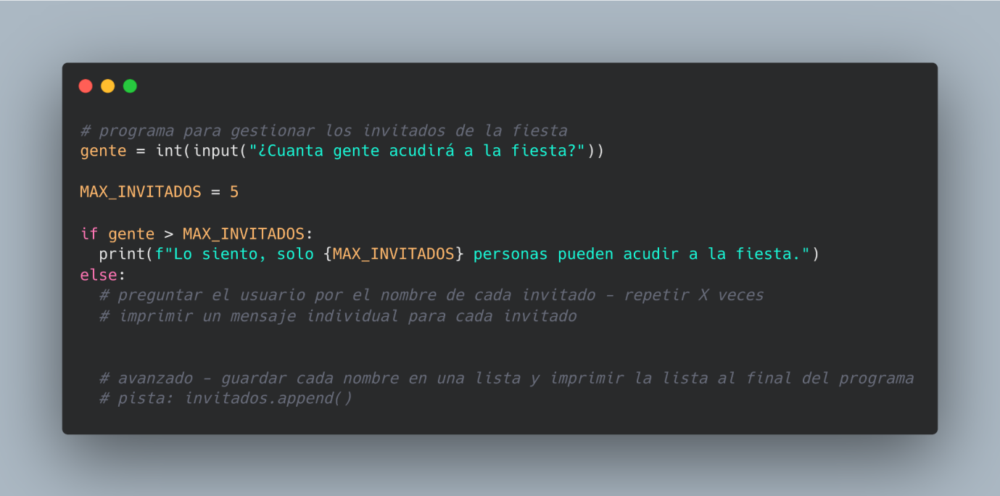 # programa para gestionar los invitados de la fiesta
gente = int(input("¿Cuanta gente acudirá a la fiesta?"))
MAX_INVITADOS = 5
if gente > MAX_INVITADOS:
  print(f"Lo siento, solo {MAX_INVITADOS} personas pueden acudir a la fiesta.")
else:
  # preguntar el usuario por el nombre de cada invitado - repetir X veces
  # imprimir un mensaje individual para cada invitado
  # avanzado - guardar cada nombre en una lista y imprimir la lista al final del programa
  # pista: invitados.append()